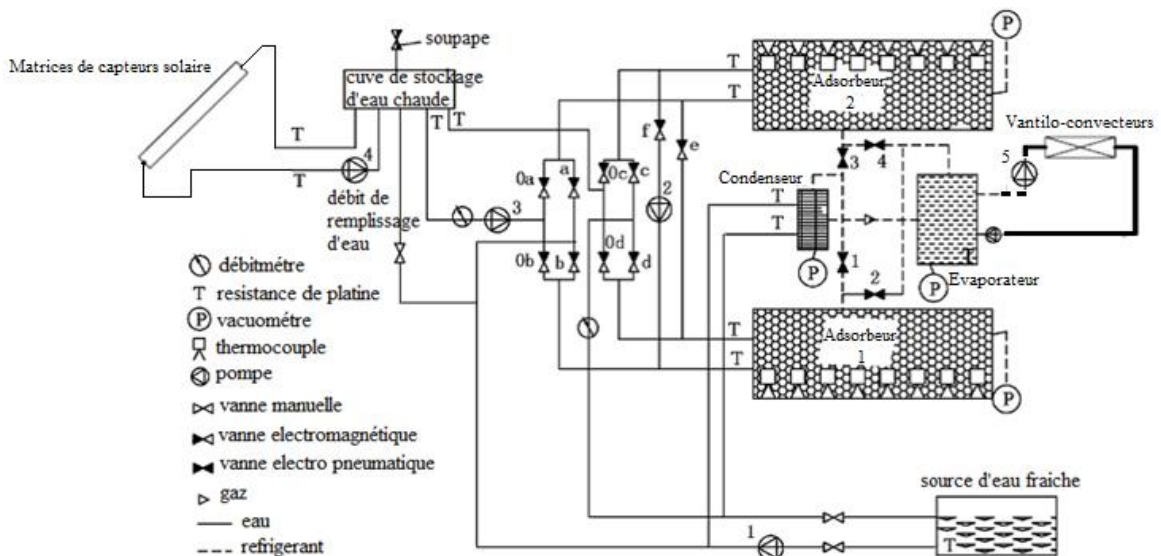 soupape
Matrices de capteurs solaire
cuve de stockage
d'eau chaude
T
T
T
T
4
débit de
remplissage
d'eau
3
0a
a
0b
b
0c
c
0d
d
f
e
2
T
T
Adsorbeur
2
P
3
4
Vantilo-convecteurs
5
Condenseur
T
T
P
1
2
T
P
Evaporateur
T
T
Adsorbeur
1
P
débitmétre
T resistance de platine
P vacuométre
thermocouple
pompe
vanne manuelle
vanne electromagnétique
vanne electro pneumatique
gaz
eau
refrigerant
source d'eau fraiche
1
T